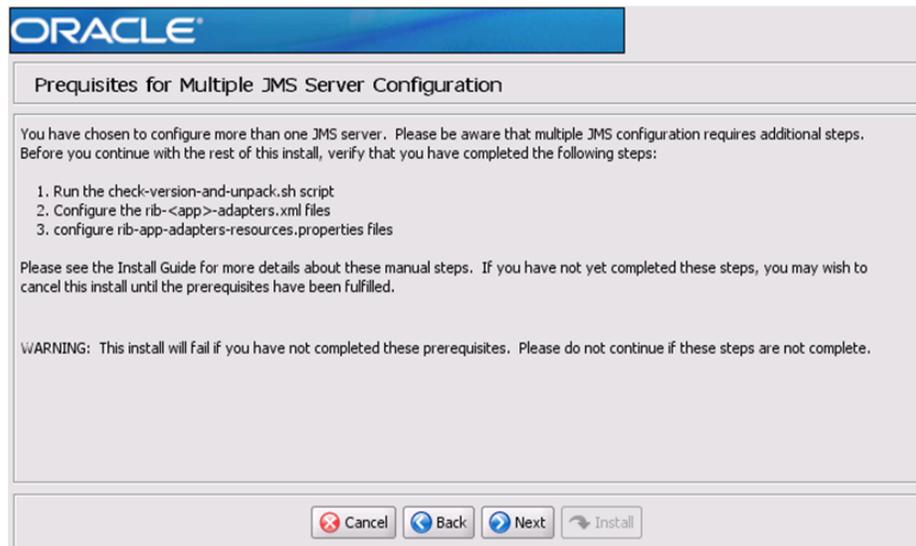 ORACLE®
Prequisites for Multiple JMS Server Configuration
You have chosen to configure more than one JMS server. Please be aware that multiple JMS configuration requires additional steps.
Before you continue with the rest of this install, verify that you have completed the following steps:
1. Run the check-version-and-unpack.sh script
2. Configure the rib-<app>-adapters.xml files
3. configure rib-app-adapters-resources.properties files
Please see the Install Guide for more details about these manual steps. If you have not yet completed these steps, you may wish to
cancel this install until the prerequisites have been fulfilled.
WARNING: This install will fail if you have not completed these prerequisites. Please do not continue if these steps are not complete.
Cancel Back Next Install